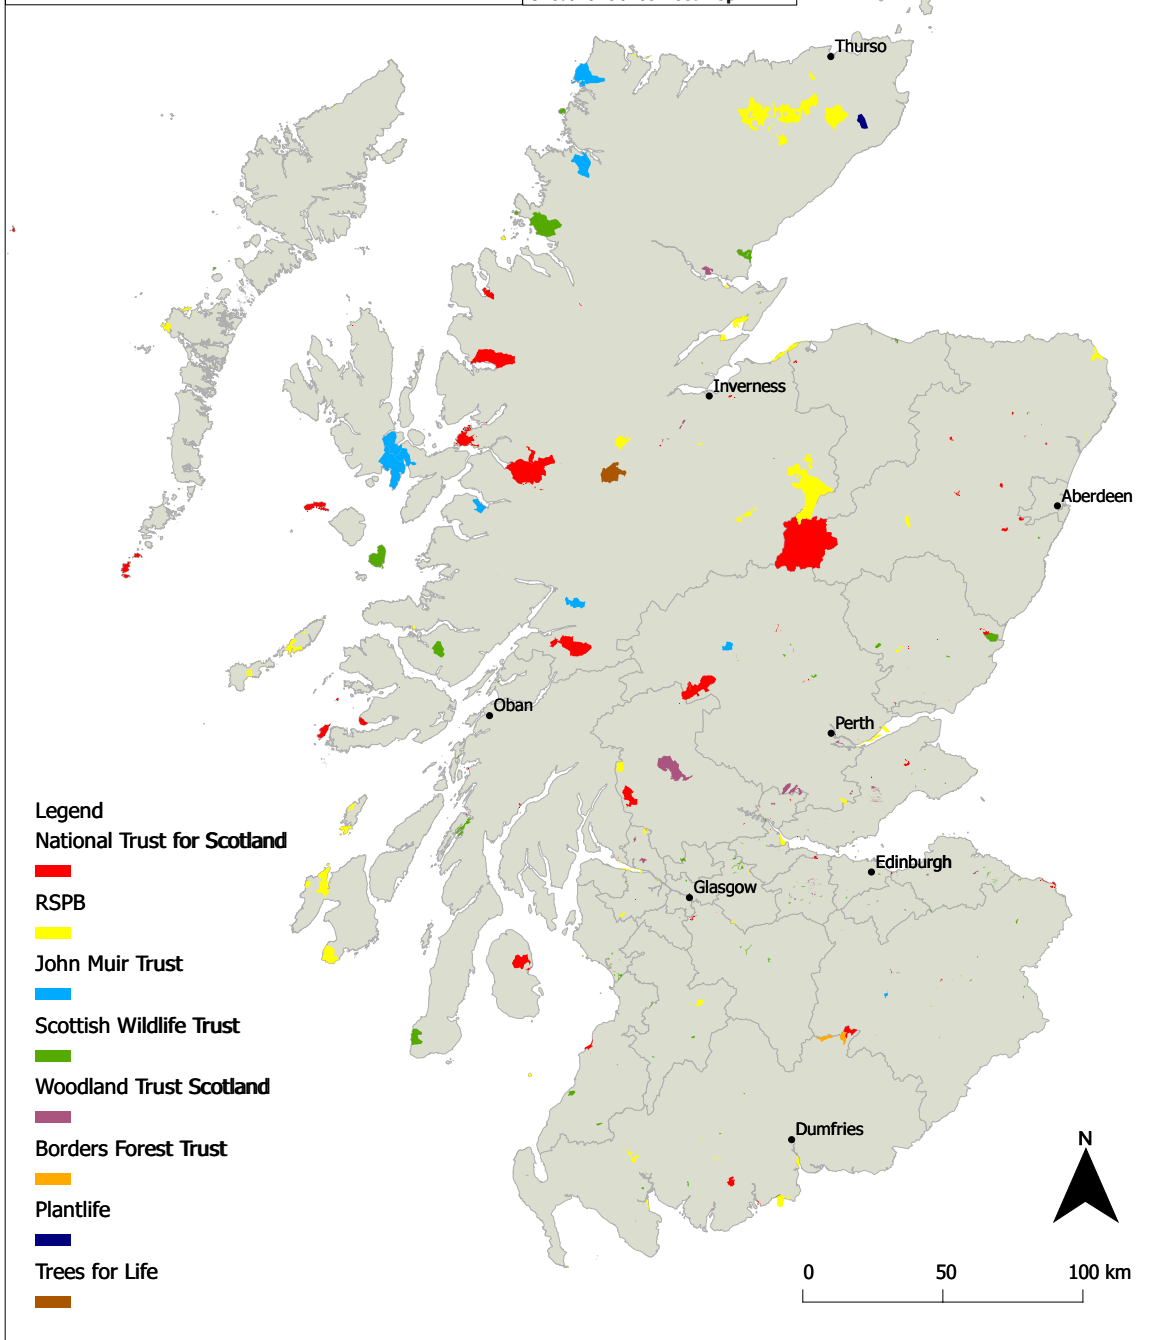 Thurso
Inverness
Aberdeen
Oban
Perth
Edinburgh
Glasgow
Dumfries
Legend
National Trust for Scotland
RSPB
John Muir Trust
Scottish Wildlife Trust
Woodland Trust Scotland
Borders Forest Trust
Plantlife
Trees for Life
N
0 50 100 km